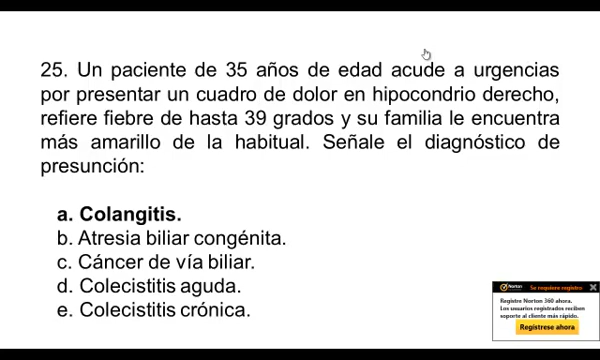 25. Un paciente de 35 años de edad acude a urgencias
por presentar un cuadro de dolor en hipocondrio derecho,
refiere fiebre de hasta 39 grados y su familia le encuentra
más amarillo de la habitual. Señale el diagnóstico de
presunción:
a. Colangitis.
b. Atresia biliar congénita.
c. Cáncer de vía biliar.
d. Colecistitis aguda.
e. Colecistitis crónica.
Norton Se requiere registro X
Registre Norton 360 ahora.
Los usuarios registrados reciben
soporte al cliente más rápido.
Regístrese ahora